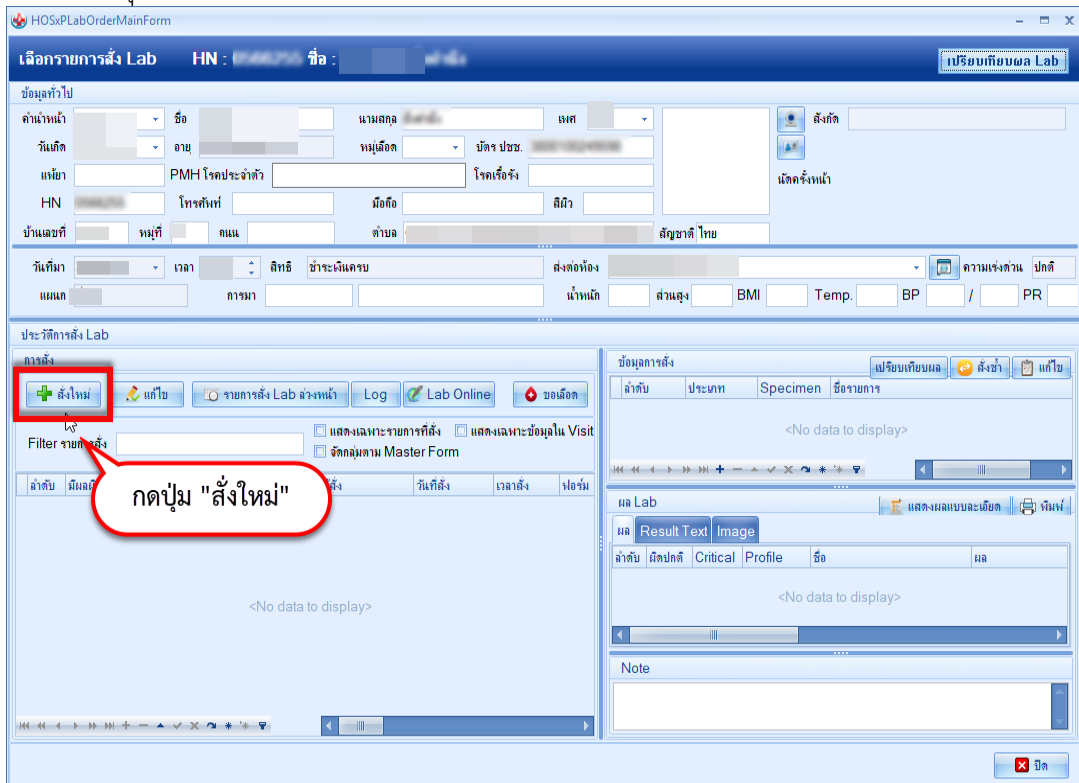 HOSxPLabOrderMainForm
เลือกรายการสั่ง Lab HN : ชื่อ :
เปรียบเทียบผล Lab
ข้อมูลทั่วไป
คำนำหน้า ชื่อ นามสกุล เพศ สังกัด
วันเกิด อายุ หมู่เลือด บัตร ปชช.
แพ้ยา PMH โรคประจำตัว โรคเรื้อรัง นัดครั้งหน้า
HN โทรศัพท์ มือถือ สีผิว
บ้านเลขที่ หมู่ที่ ถนน ตำบล สัญชาติ ไทย
วันที่มา เวลา สิทธิ ชำระเงินครบ ส่งต่อห้อง ความเร่งด่วน ปกติ
แผนก การมา น้ำหนัก ส่วนสูง BMI Temp. BP / PR
ประวัติการสั่ง Lab
การสั่ง
สั่งใหม่ แก้ไข รายการสั่ง Lab ล่วงหน้า Log Lab Online ขอเลือด
Filter รายการสั่ง
แสดงเฉพาะรายการที่สั่ง แสดงเฉพาะข้อมูลใน Visit
จัดกลุ่มตาม Master Form
ลำดับ วันที่สั่ง เวลาสั่ง ฟอร์ม
กดปุ่ม "สั่งใหม่"
<No data to display>
ข้อมูลการสั่ง เปรียบเทียบผล สั่งซ้ำ แก้ไข
ลำดับ ประเภท Specimen ชื่อรายการ
<No data to display>
ผล Lab แสดงผลแบบละเอียด พิมพ์
ผล Result Text Image
ลำดับ ผิดปกติ Critical Profile ชื่อ ผล
<No data to display>
Note
ปิด